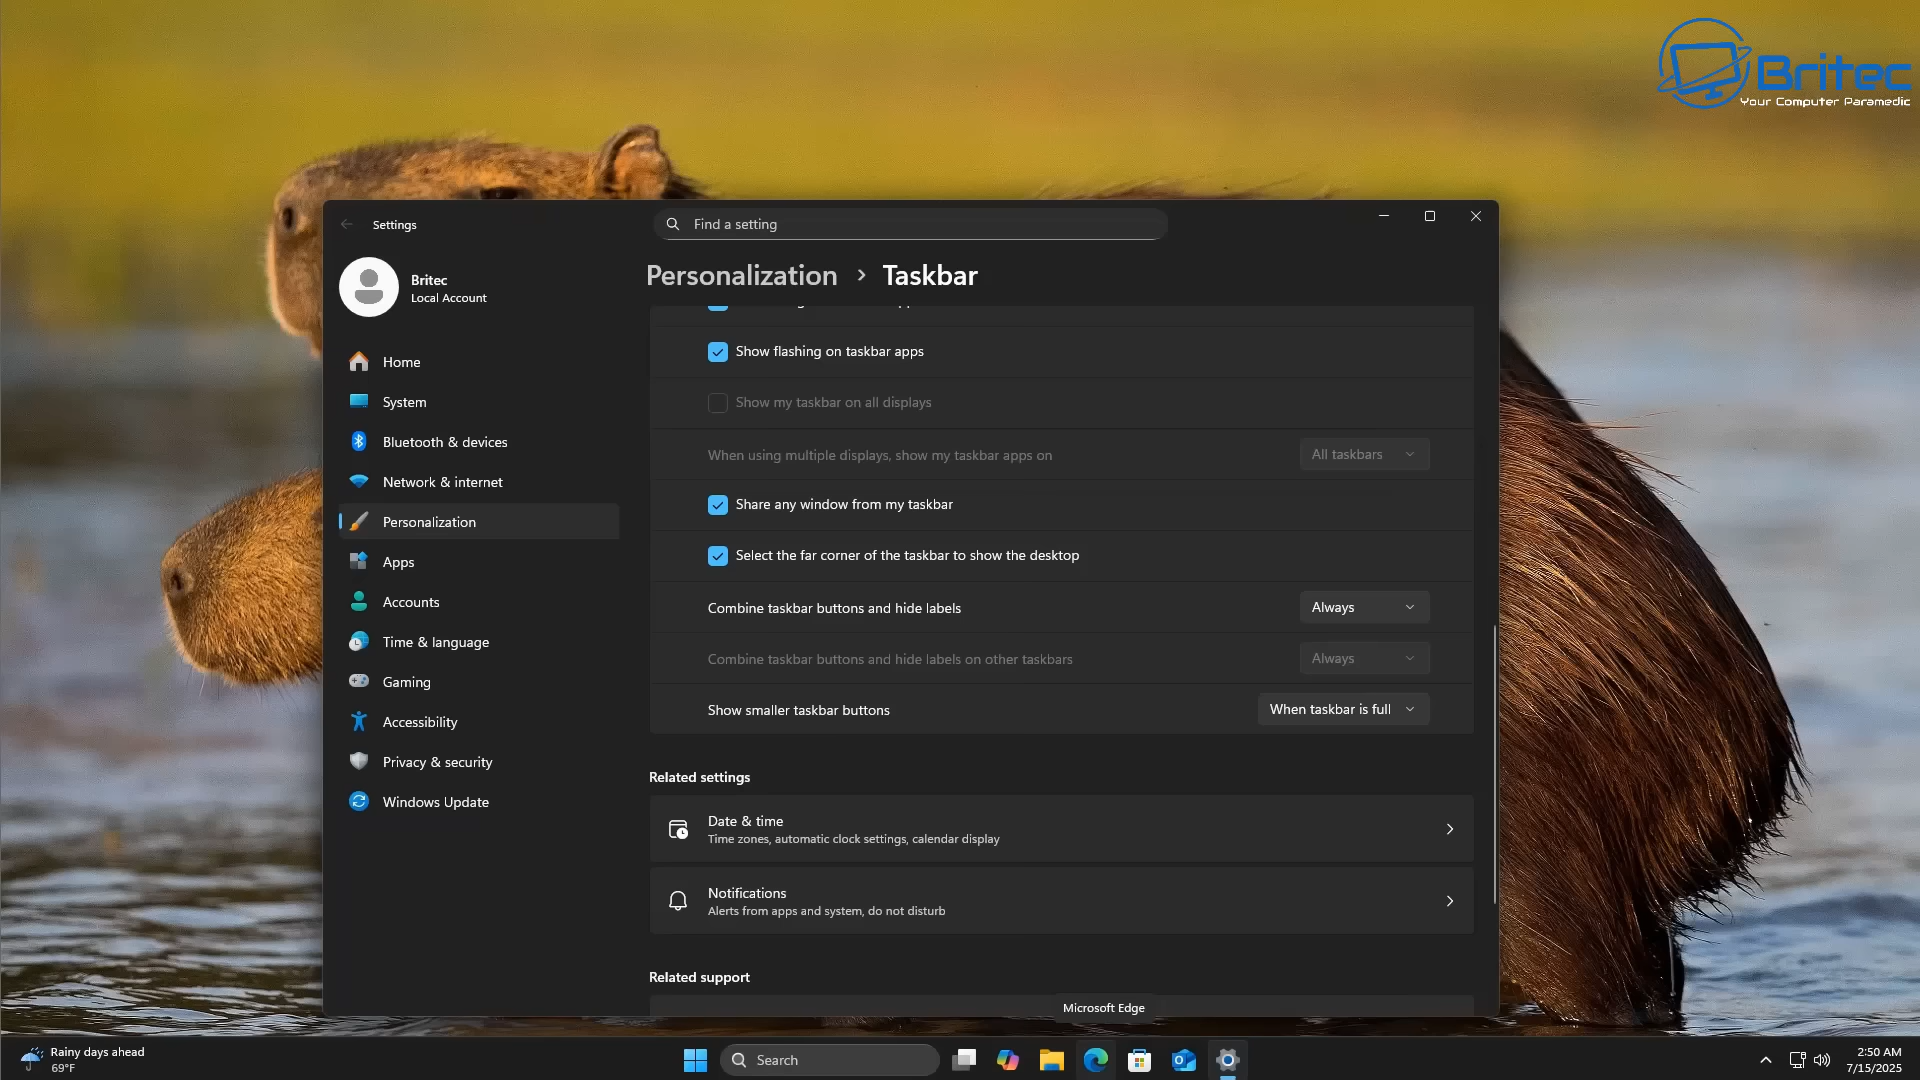 Britec
Your Computer Paramedic
Settings
Find a setting
Britec
Local Account
Personalization > Taskbar
Home
System
Bluetooth & devices
Network & internet
Personalization
Apps
Accounts
Time & language
Gaming
Accessibility
Privacy & security
Windows Update
Show flashing on taskbar apps
Show my taskbar on all displays
When using multiple displays, show my taskbar apps on All taskbars
Share any window from my taskbar
Select the far corner of the taskbar to show the desktop
Combine taskbar buttons and hide labels Always
Combine taskbar buttons and hide labels on other taskbars Always
Show smaller taskbar buttons When taskbar is full
Related settings
Date & time
Time zones, automatic clock settings, calendar display
Notifications
Alerts from apps and system, do not disturb
Related support
Microsoft Edge
Rainy days ahead
69°F
Search
2:50 AM
7/15/2025